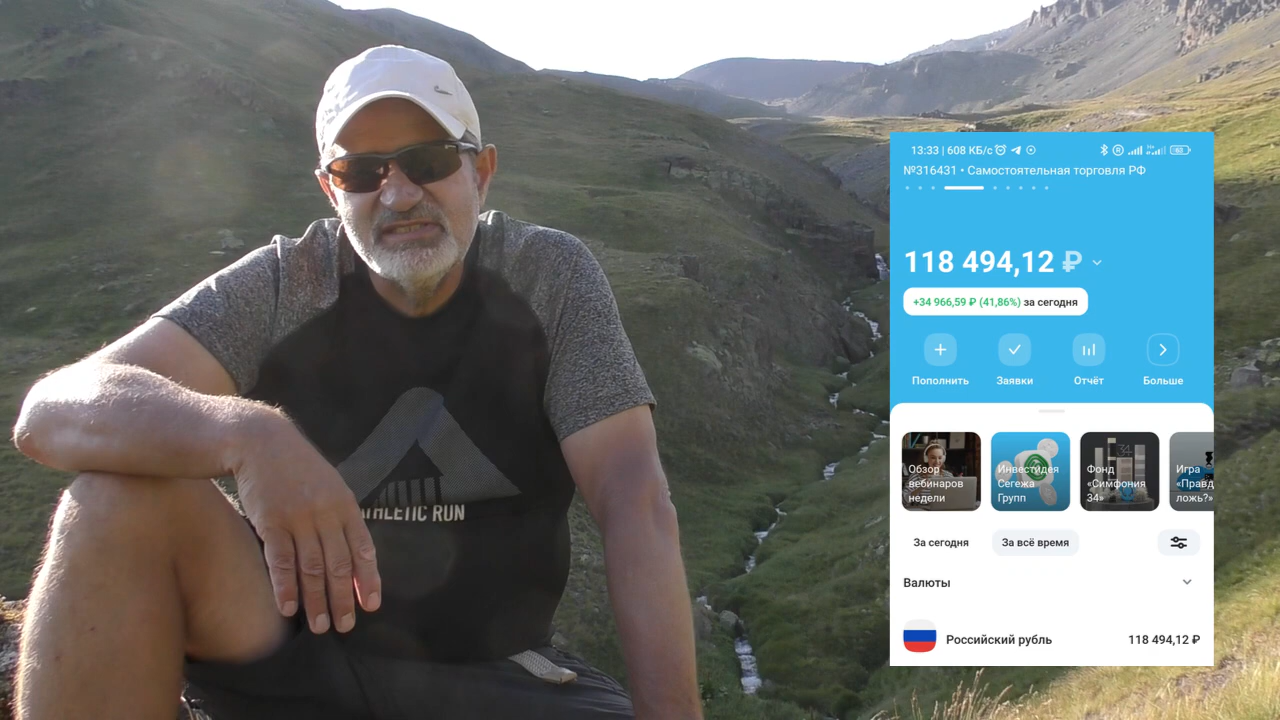 ATHLETIC RUN
13:33 | 608 КБ/с
№316431 • Самостоятельная торговля РФ
118 494,12 ₽
+34 966,59 ₽ (41,86%) за сегодня
Пополнить Заявки Отчёт Больше
Обзор вебинаров недели
Инвестидея Сегежа Групп
Фонд «Симфония 34»
34
Игра «Правд ложь?»
За сегодня За всё время
Валюты
Российский рубль 118 494,12 ₽